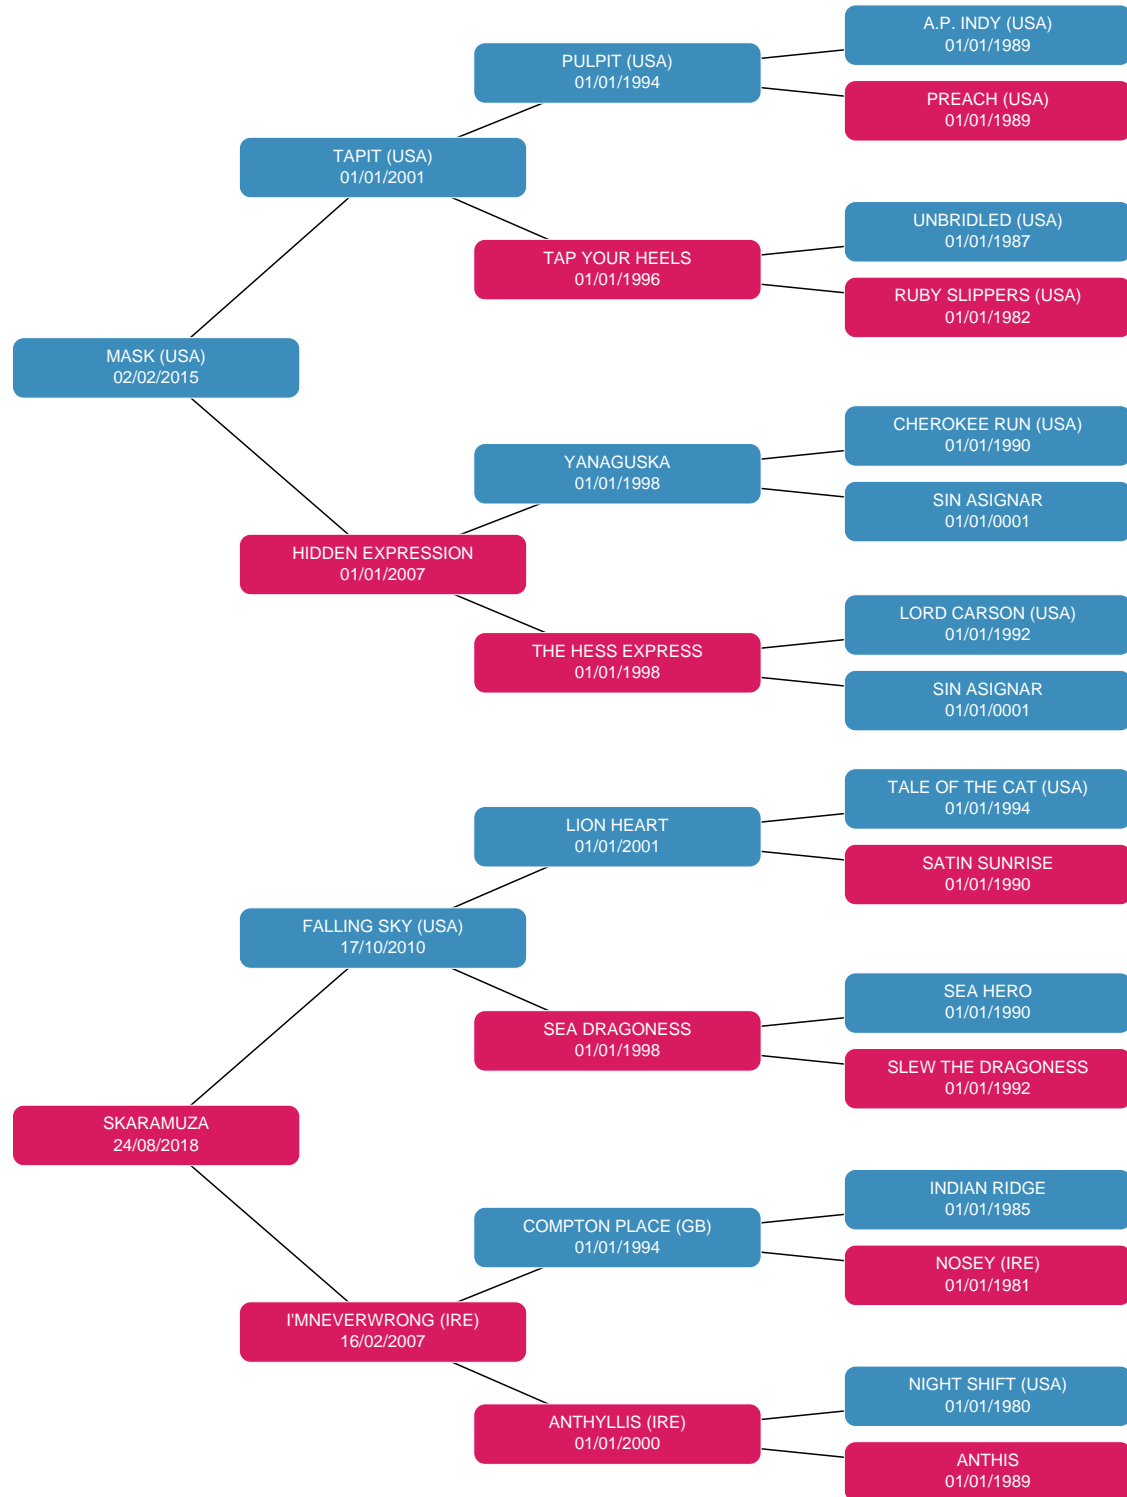 A.P. INDY (USA)
01/01/1989
PULPIT (USA)
01/01/1994
PREACH (USA)
01/01/1989
TAPIT (USA)
01/01/2001
UNBRIDLED (USA)
01/01/1987
TAP YOUR HEELS
01/01/1996
RUBY SLIPPERS (USA)
01/01/1982
MASK (USA)
02/02/2015
CHEROKEE RUN (USA)
01/01/1990
YANAGUSKA
01/01/1998
SIN ASIGNAR
01/01/0001
HIDDEN EXPRESSION
01/01/2007
LORD CARSON (USA)
01/01/1992
THE HESS EXPRESS
01/01/1998
SIN ASIGNAR
01/01/0001
TALE OF THE CAT (USA)
01/01/1994
LION HEART
01/01/2001
SATIN SUNRISE
01/01/1990
FALLING SKY (USA)
17/10/2010
SEA HERO
01/01/1990
SEA DRAGONESS
01/01/1998
SLEW THE DRAGONESS
01/01/1992
SKARAMUZA
24/08/2018
INDIAN RIDGE
01/01/1985
COMPTON PLACE (GB)
01/01/1994
NOSEY (IRE)
01/01/1981
I'MNEVERWRONG (IRE)
16/02/2007
NIGHT SHIFT (USA)
01/01/1980
ANTHYLLIS (IRE)
01/01/2000
ANTHIS
01/01/1989